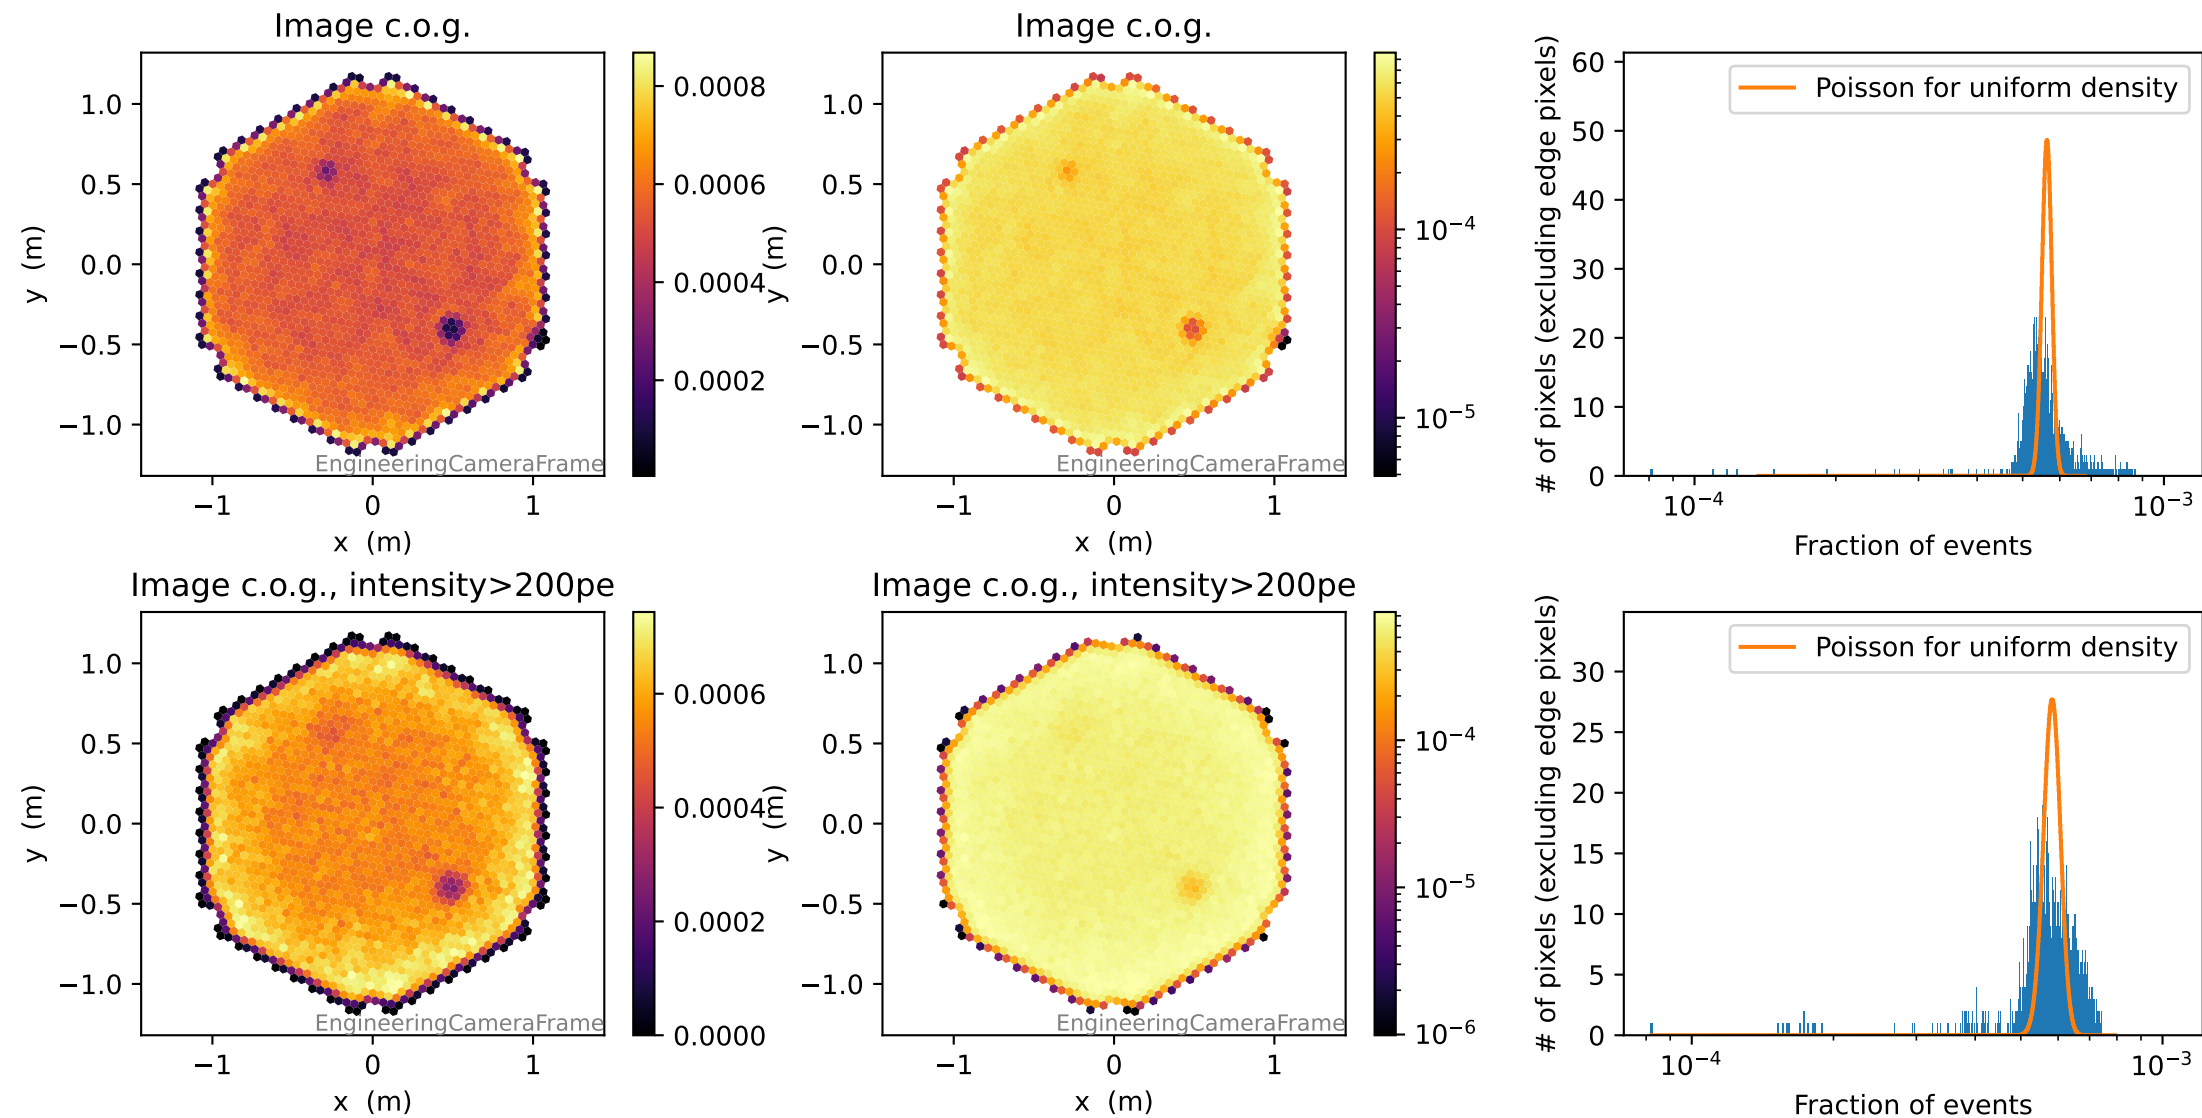 Image c.o.g.
1.0
0.5
0.0
−0.5
−1.0
y (m)
−1
0
1
x (m)
EngineeringCameraFrame
0.0008
0.0006
0.0004
0.0002
Image c.o.g.
1.0
0.5
0.0
−0.5
−1.0
y (m)
−1
0
1
x (m)
EngineeringCameraFrame
10⁻⁴
10⁻⁵
# of pixels (excluding edge pixels)
60
50
40
30
20
10
0
Poisson for uniform density
10⁻⁴
10⁻³
Fraction of events
Image c.o.g., intensity>200pe
1.0
0.5
0.0
−0.5
−1.0
y (m)
−1
0
1
x (m)
EngineeringCameraFrame
0.0006
0.0004
0.0002
0.0000
Image c.o.g., intensity>200pe
1.0
0.5
0.0
−0.5
−1.0
y (m)
−1
0
1
x (m)
EngineeringCameraFrame
10⁻⁴
10⁻⁵
10⁻⁶
# of pixels (excluding edge pixels)
30
25
20
15
10
5
0
Poisson for uniform density
10⁻⁴
10⁻³
Fraction of events